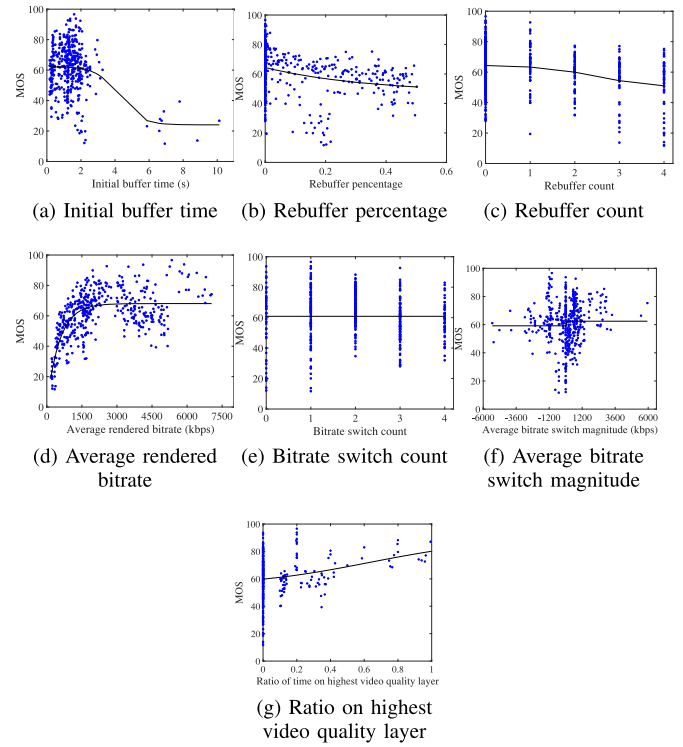 100
80
60
40
20
0
MOS
0 2 4 6 8 10
Initial buffer time (s)
(a) Initial buffer time
100
80
60
40
20
0
MOS
0 0.2 0.4 0.6
Rebuffer percentage
(b) Rebuffer percentage
100
80
60
40
20
0
MOS
0 1 2 3 4
Rebuffer count
(c) Rebuffer count
100
80
60
40
20
0
MOS
0 1500 3000 4500 6000 7500
Average rendered bitrate (kbps)
(d) Average rendered
bitrate
100
80
60
40
20
0
MOS
0 1 2 3 4
Bitrate switch count
(e) Bitrate switch count
100
80
60
40
20
0
MOS
-6000 -3600 -1200 1200 3600 6000
Average bitrate switch magnitude (kbps)
(f) Average bitrate
switch magnitude
100
80
60
40
20
0
MOS
0 0.2 0.4 0.6 0.8 1
Ratio of time on highest video quality layer
(g) Ratio on highest
video quality layer